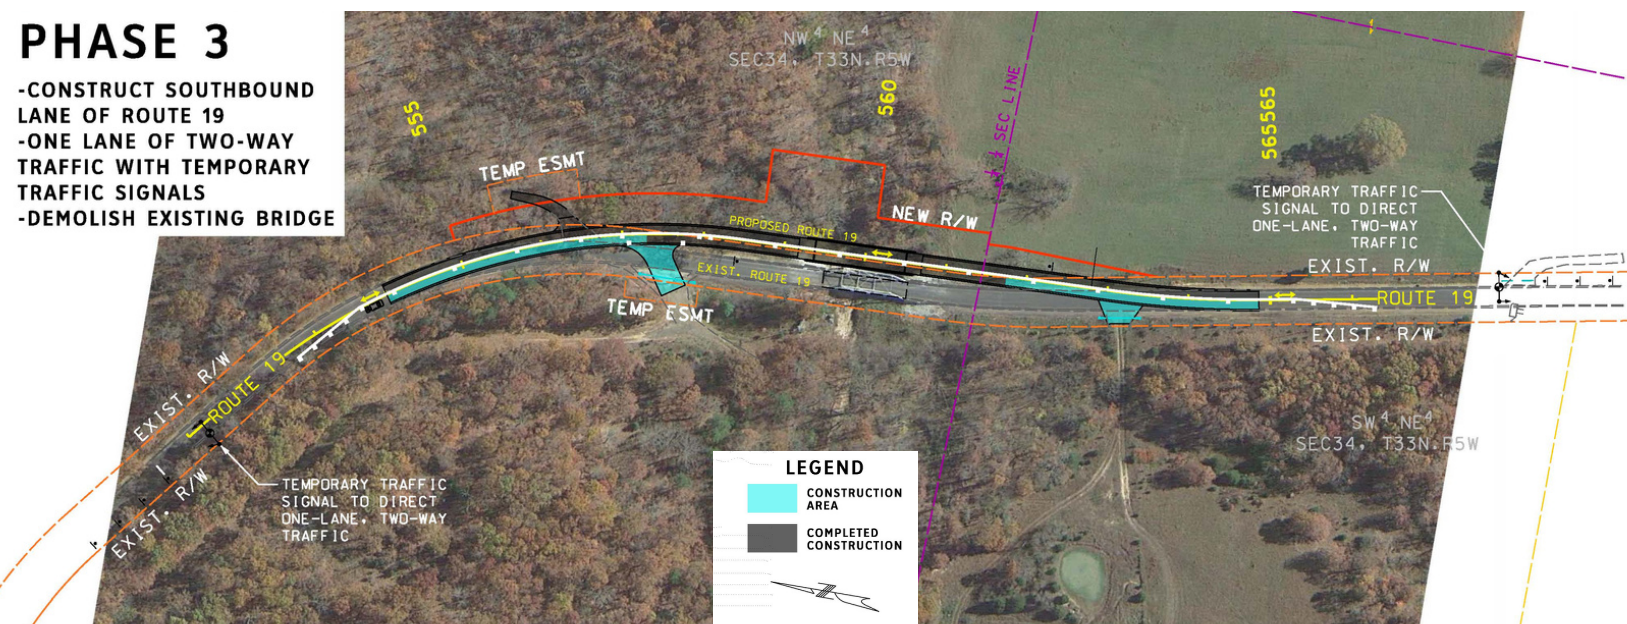 PHASE 3
-CONSTRUCT SOUTHBOUND
LANE OF ROUTE 19
-ONE LANE OF TWO-WAY
TRAFFIC WITH TEMPORARY
TRAFFIC SIGNALS
-DEMOLISH EXISTING BRIDGE
NW 4 NE 4
SEC34, T33N.R5W
555
560
565565
SEC LINE
TEMP ESMT
NEW R/W
PROPOSED ROUTE 19
EXIST. ROUTE 19
TEMP ESMT
TEMPORARY TRAFFIC
SIGNAL TO DIRECT
ONE-LANE, TWO-WAY
TRAFFIC
EXIST. R/W
ROUTE 19
EXIST. R/W
EXIST. R/W
ROUTE 19
EXIST. R/W
SW 4 NE 4
SEC34, T33N.R5W
TEMPORARY TRAFFIC
SIGNAL TO DIRECT
ONE-LANE, TWO-WAY
TRAFFIC
LEGEND
CONSTRUCTION
AREA
COMPLETED
CONSTRUCTION